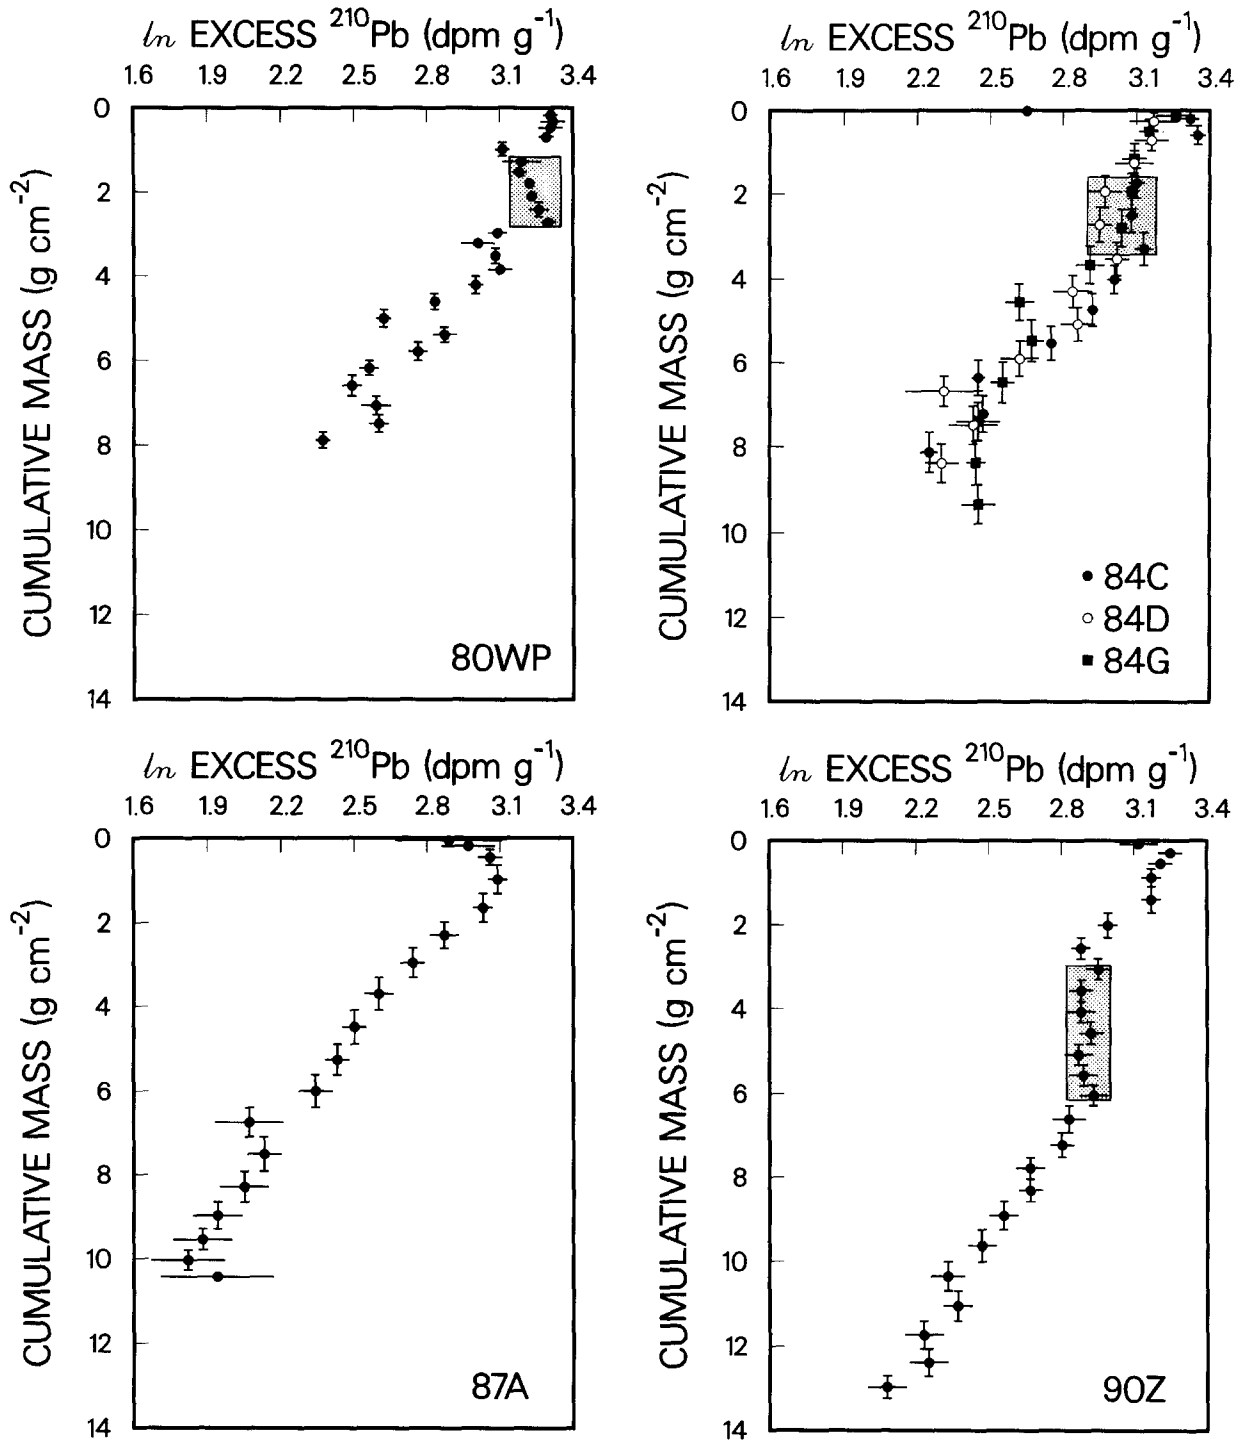 ln EXCESS ²¹⁰Pb (dpm g⁻¹)
1.6 1.9 2.2 2.5 2.8 3.1 3.4
CUMULATIVE MASS (g cm⁻²)
0
2
4
6
8
10
12
14
80WP
ln EXCESS ²¹⁰Pb (dpm g⁻¹)
1.6 1.9 2.2 2.5 2.8 3.1 3.4
CUMULATIVE MASS (g cm⁻²)
0
2
4
6
8
10
12
14
84C
84D
84G
ln EXCESS ²¹⁰Pb (dpm g⁻¹)
1.6 1.9 2.2 2.5 2.8 3.1 3.4
CUMULATIVE MASS (g cm⁻²)
0
2
4
6
8
10
12
14
87A
ln EXCESS ²¹⁰Pb (dpm g⁻¹)
1.6 1.9 2.2 2.5 2.8 3.1 3.4
CUMULATIVE MASS (g cm⁻²)
0
2
4
6
8
10
12
14
90Z